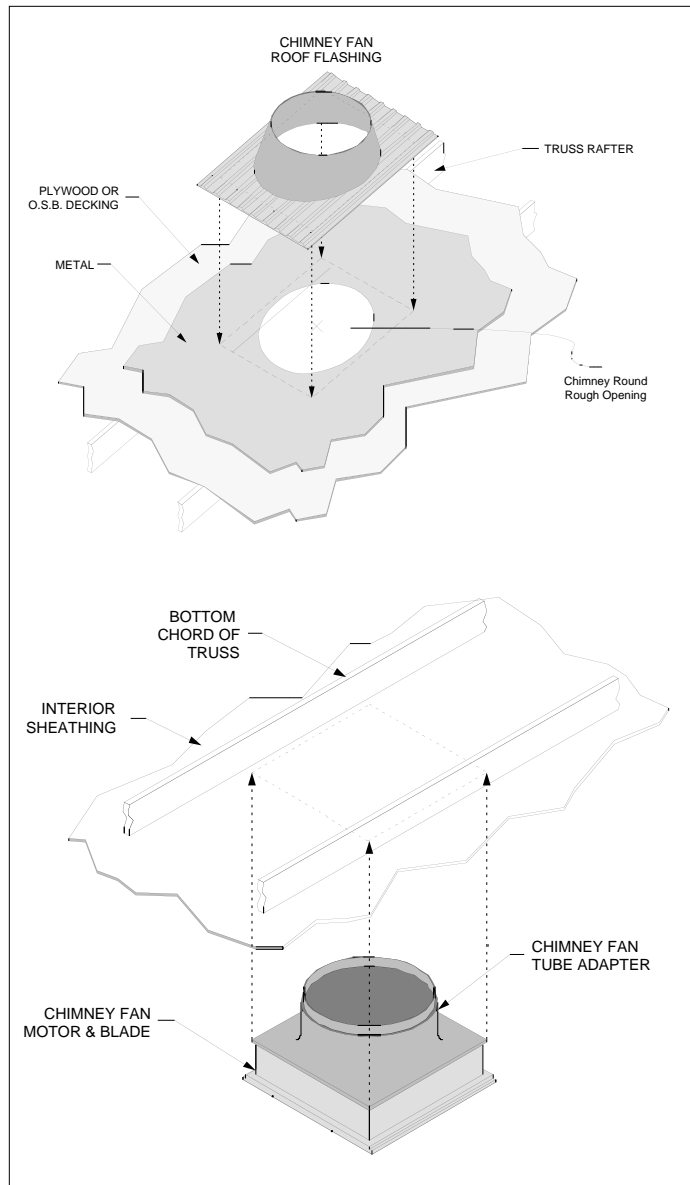 CHIMNEY FAN
ROOF FLASHING
TRUSS RAFTER
PLYWOOD OR
O.S.B. DECKING
METAL
Chimney Round
Rough Opening
BOTTOM
CHORD OF
TRUSS
INTERIOR
SHEATHING
CHIMNEY FAN
TUBE ADAPTER
CHIMNEY FAN
MOTOR & BLADE